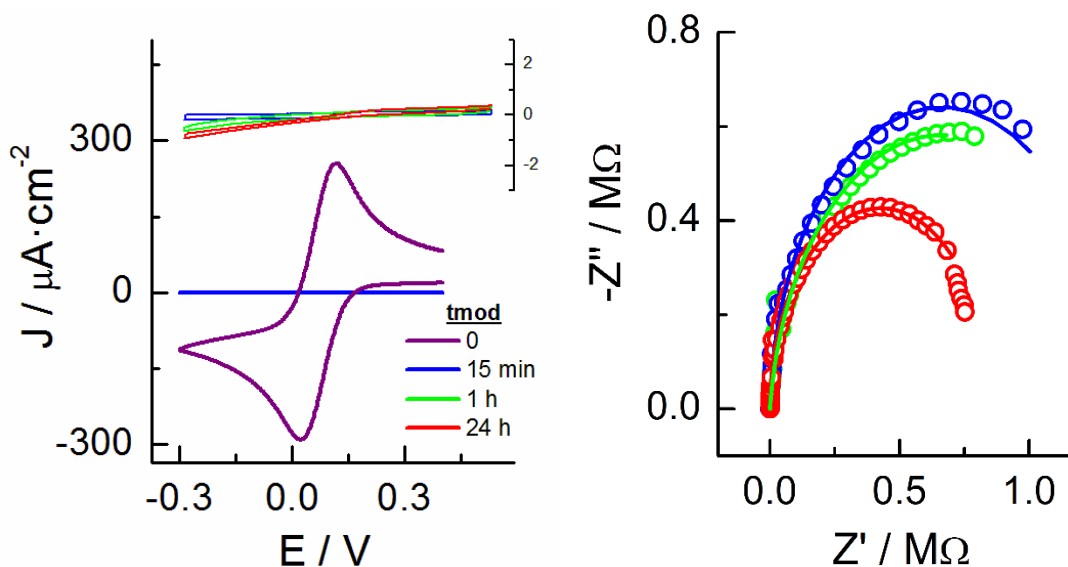 2
0
-2
300
0
-300
J / μA·cm-2
tmod
0
15 min
1 h
24 h
-0.3
0.0
0.3
E / V
0.8
0.4
0.0
-Z" / MΩ
0.0
0.5
1.0
Z' / MΩ